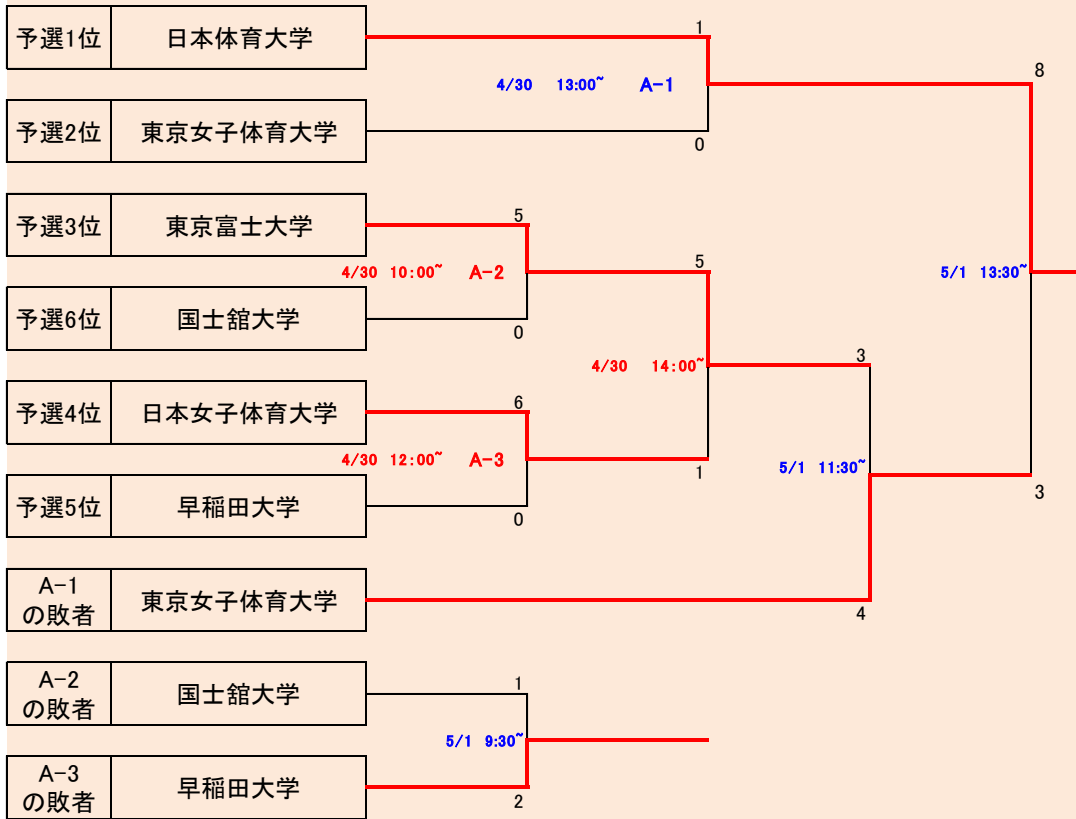 予選1位 日本体育大学
1
8
4/30 13:00~ A-1
予選2位 東京女子体育大学
0
予選3位 東京富士大学
5
4/30 10:00~ A-2
5
5/1 13:30~
予選6位 国士舘大学
0
4/30 14:00~
3
予選4位 日本女子体育大学
6
4/30 12:00~ A-3
1
5/1 11:30~
予選5位 早稲田大学
0
3
A-1
の敗者
東京女子体育大学
4
A-2
の敗者
国士舘大学
1
5/1 9:30~
A-3
の敗者
早稲田大学
2